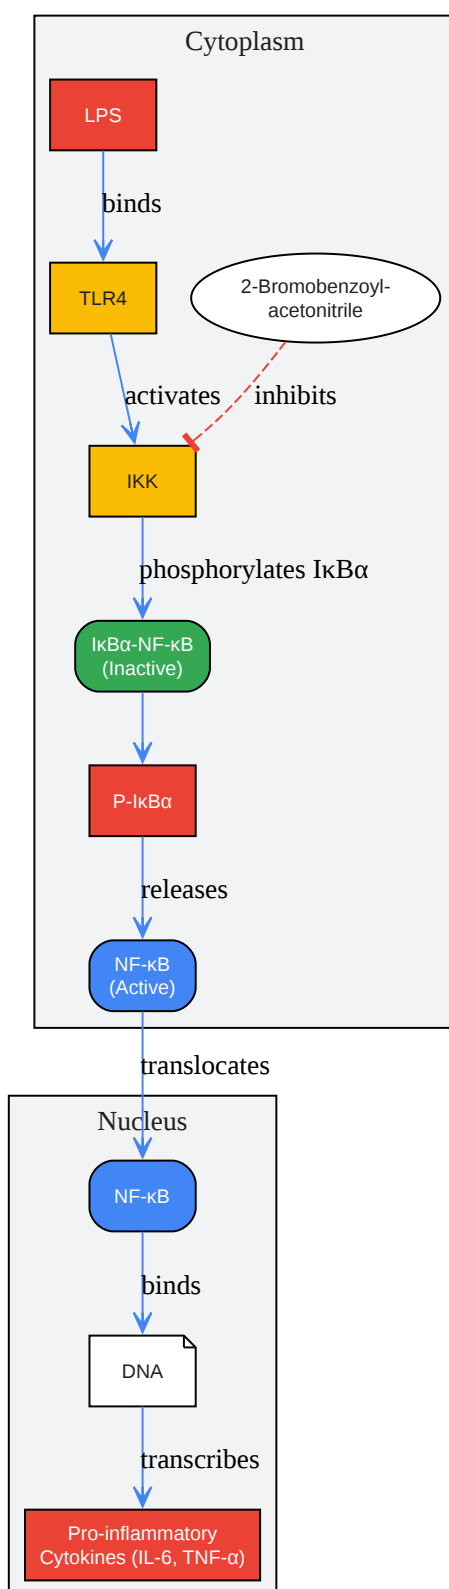 Cytoplasm
LPS
binds
TLR4
2-Bromobenzoyl-
acetonitrile
activates
inhibits
IKK
phosphorylates IκBα
IκBα-NF-κB
(Inactive)
P-IκBα
releases
NF-κB
(Active)
translocates
Nucleus
NF-κB
binds
DNA
transcribes
Pro-inflammatory
Cytokines (IL-6, TNF-α)